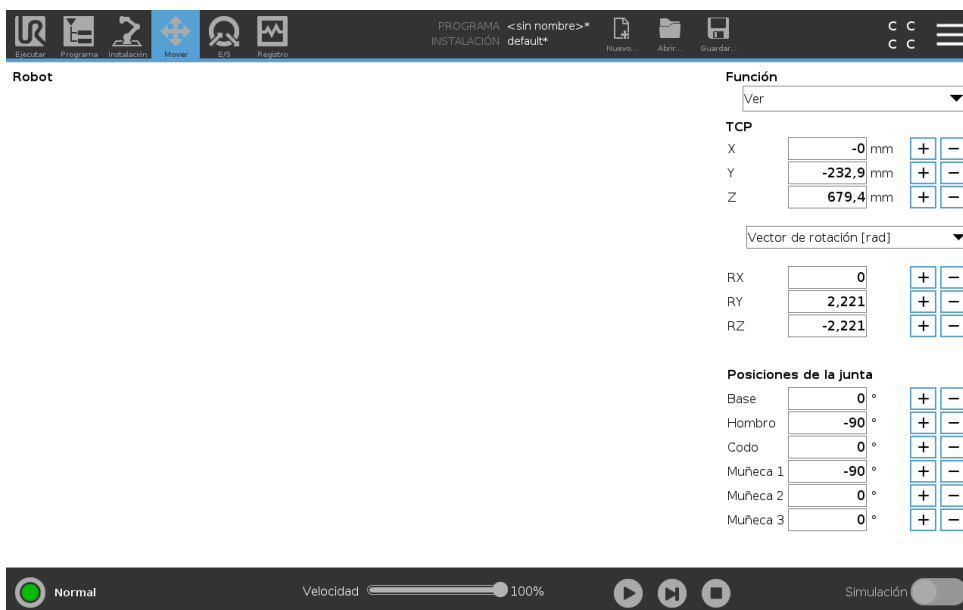 UR
PROGRAMA <sin nombre>*
INSTALACIÓN default*
C C
C C
Ejecutar Programa Instalación Mover E/S Registro Nuevo... Abrir... Guardar...
Robot
Función
Ver
TCP
X -0 mm + −
Y -232,9 mm + −
Z 679,4 mm + −
Vector de rotación [rad]
RX 0 + −
RY 2,221 + −
RZ -2,221 + −
Posiciones de la junta
Base 0 ° + −
Hombro -90 ° + −
Codo 0 ° + −
Muñeca 1 -90 ° + −
Muñeca 2 0 ° + −
Muñeca 3 0 ° + −
Normal Velocidad 100% Simulación